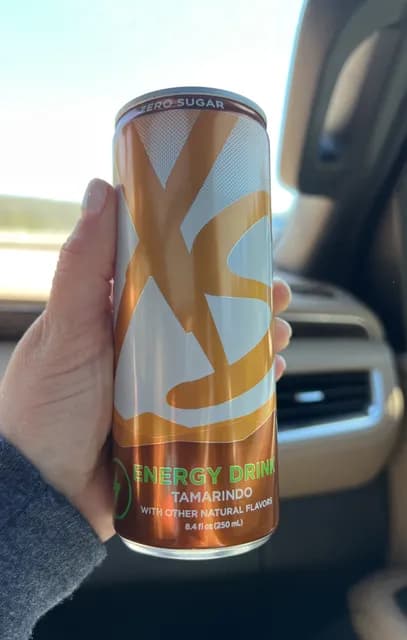 ZERO SUGAR
XS
ENERGY DRINK
TAMARINDO
WITH OTHER NATURAL FLAVORS
8.4 fl oz (250 mL)